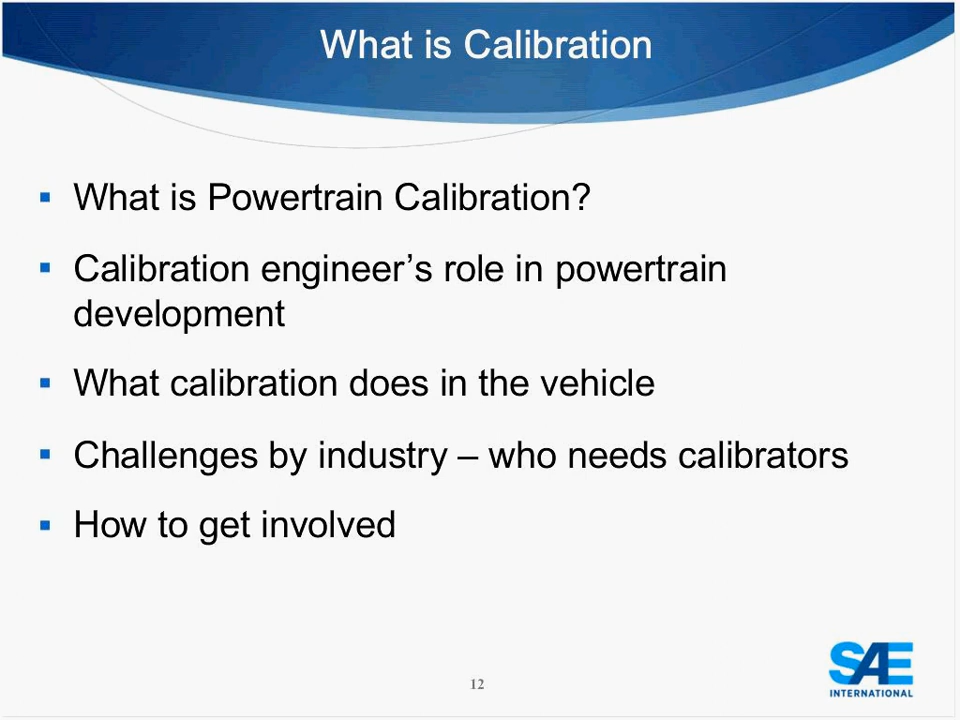 What is Calibration
▪ What is Powertrain Calibration?
▪ Calibration engineer’s role in powertrain
development
▪ What calibration does in the vehicle
▪ Challenges by industry – who needs calibrators
▪ How to get involved
12
SAE
INTERNATIONAL